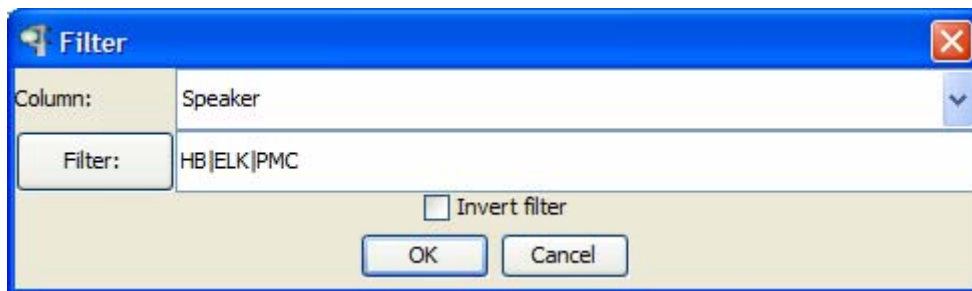 Filter
Column: Speaker
Filter: HB|ELK|PMC
Invert filter
OK Cancel